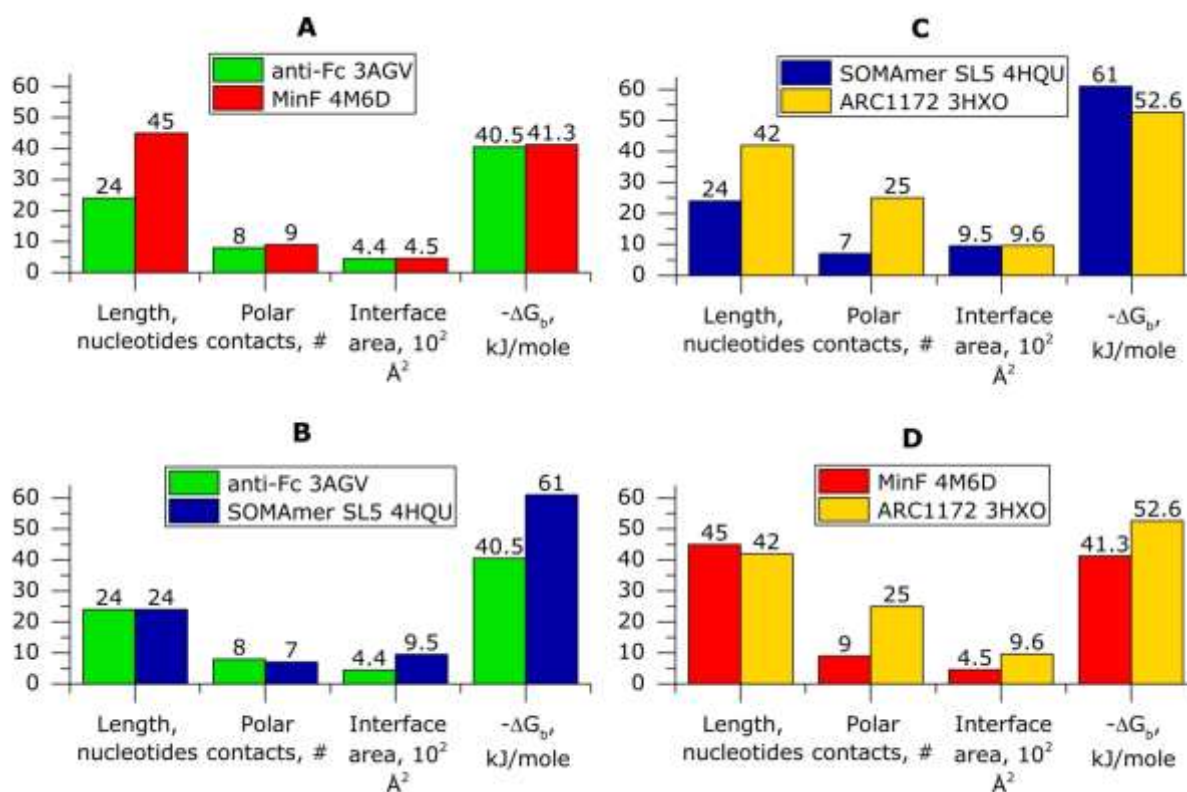 A
anti-Fc 3AGV
MinF 4M6D
60
50
40
30
20
10
0
24
45
8
9
4.4
4.5
40.5
41.3
Length, Polar Interface -ΔG_b,
nucleotides contacts, # area, 10² kJ/mole
Å²
C
SOMAmer SL5 4HQU
ARC1172 3HXO
60
50
40
30
20
10
0
24
42
7
25
9.5
9.6
61
52.6
Length, Polar Interface -ΔG_b,
nucleotides contacts, # area, 10² kJ/mole
Å²
B
anti-Fc 3AGV
SOMAmer SL5 4HQU
60
50
40
30
20
10
0
24
24
8
7
4.4
9.5
40.5
61
Length, Polar Interface -ΔG_b,
nucleotides contacts, # area, 10² kJ/mole
Å²
D
MinF 4M6D
ARC1172 3HXO
60
50
40
30
20
10
0
45
42
9
25
4.5
9.6
41.3
52.6
Length, Polar Interface -ΔG_b,
nucleotides contacts, # area, 10² kJ/mole
Å²